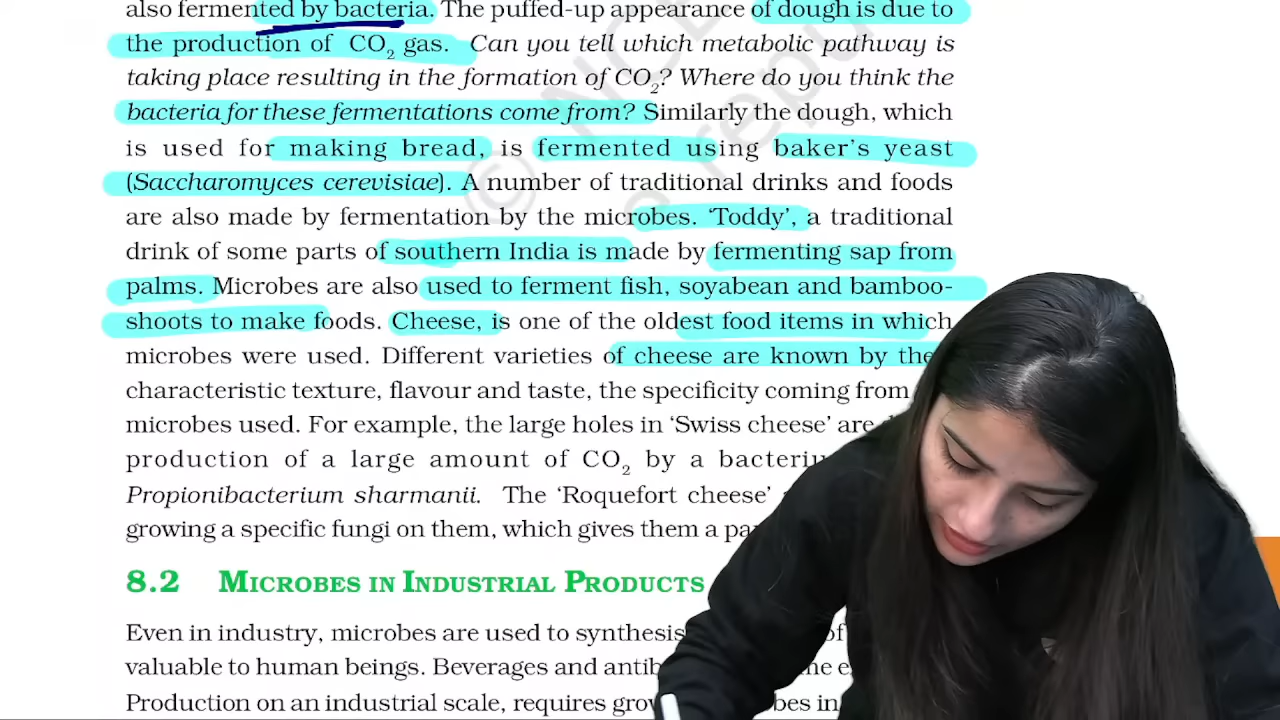 also fermented by bacteria. The puffed-up appearance of dough is due to
the production of CO₂ gas. Can you tell which metabolic pathway is
taking place resulting in the formation of CO₂? Where do you think the
bacteria for these fermentations come from? Similarly the dough, which
is used for making bread, is fermented using baker's yeast
(Saccharomyces cerevisiae). A number of traditional drinks and foods
are also made by fermentation by the microbes. 'Toddy', a traditional
drink of some parts of southern India is made by fermenting sap from
palms. Microbes are also used to ferment fish, soyabean and bamboo-
shoots to make foods. Cheese, is one of the oldest food items in which
microbes were used. Different varieties of cheese are known by
characteristic texture, flavour and taste, the specificity coming from
microbes used. For example, the large holes in 'Swiss cheese' are
production of a large amount of CO₂ by a
Propionibacterium sharmanii. The 'Roquefort cheese'
growing a specific fungi on them, which gives them a
8.2 MICROBES IN INDUSTRIAL PRODUCTS
Even in industry, microbes are used to of
valuable to human beings. Beverages and
Production on an industrial scale, requires in